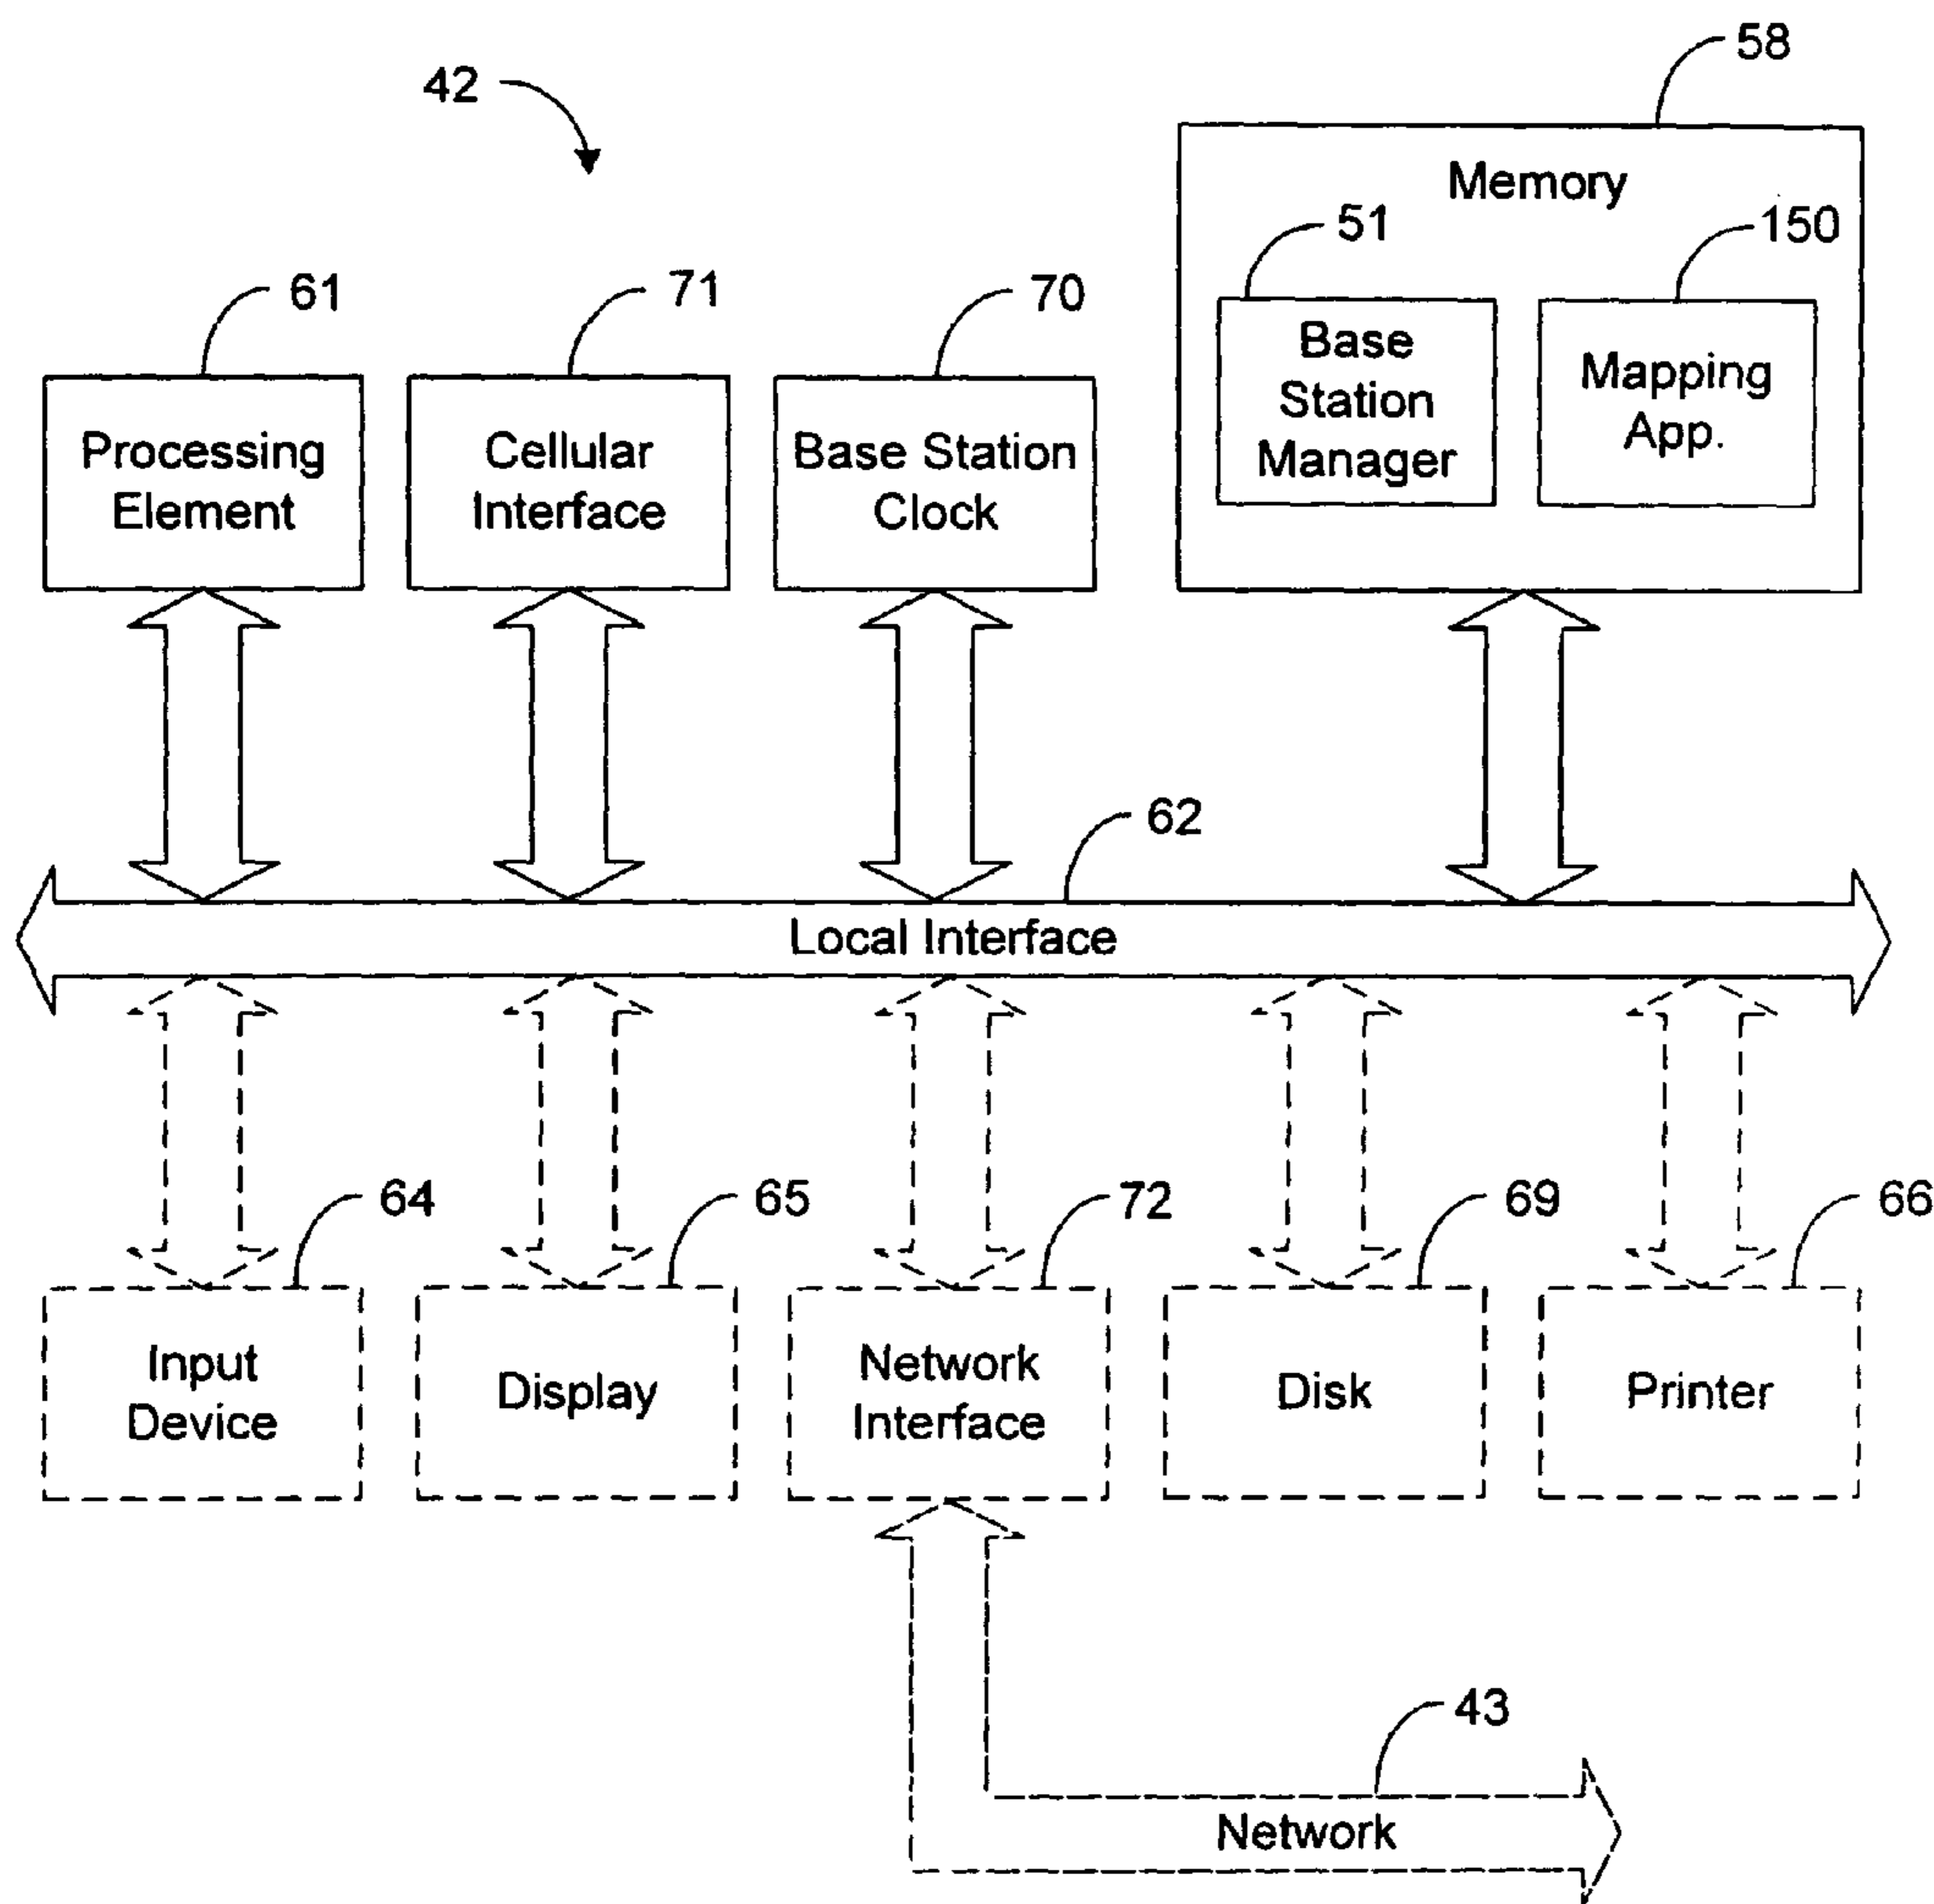 58
42
Memory
51
150
61
71
70
Base
Station
Manager
Mapping
App.
Processing
Element
Cellular
Interface
Base Station
Clock
62
Local Interface
64
65
72
69
66
Input
Device
Display
Network
Interface
Disk
Printer
43
Network